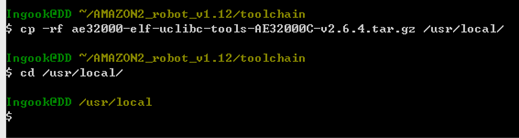 Ingook@DD ~/AMAZON2_robot_v1.12/toolchain
$ cp -rf ae32000-elf-uclibc-tools-AE32000C-v2.6.4.tar.gz /usr/local/
Ingook@DD ~/AMAZON2_robot_v1.12/toolchain
$ cd /usr/local/
Ingook@DD /usr/local
$